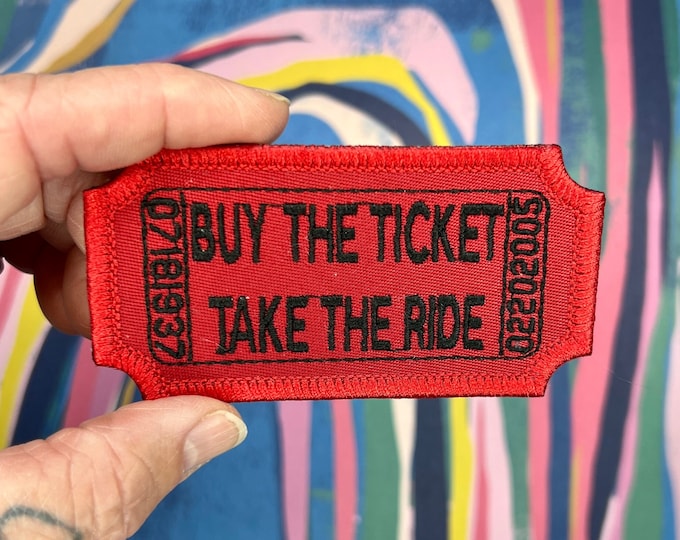 07181937
BUY THE TICKET
TAKE THE RIDE
02202005